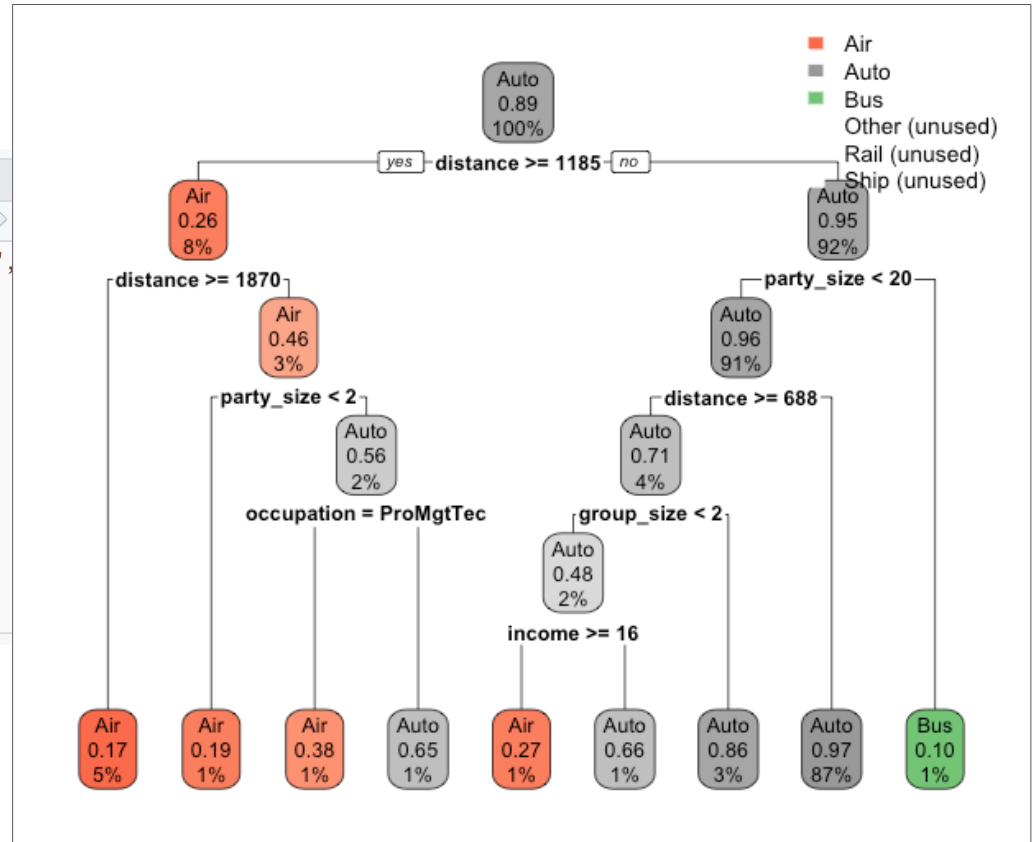 Air
Auto
Bus
Other (unused)
Rail (unused)
Ship (unused)
Auto
0.89
100%
yes distance >= 1185 no
Air
0.26
8%
Auto
0.95
92%
distance >= 1870
party_size < 20
Air
0.46
3%
Auto
0.96
91%
party_size < 2
distance >= 688
Auto
0.56
2%
Auto
0.71
4%
occupation = ProMgtTec
group_size < 2
Auto
0.48
2%
income >= 16
Air
0.17
5%
Air
0.19
1%
Air
0.38
1%
Auto
0.65
1%
Air
0.27
1%
Auto
0.66
1%
Auto
0.86
3%
Auto
0.97
87%
Bus
0.10
1%
",